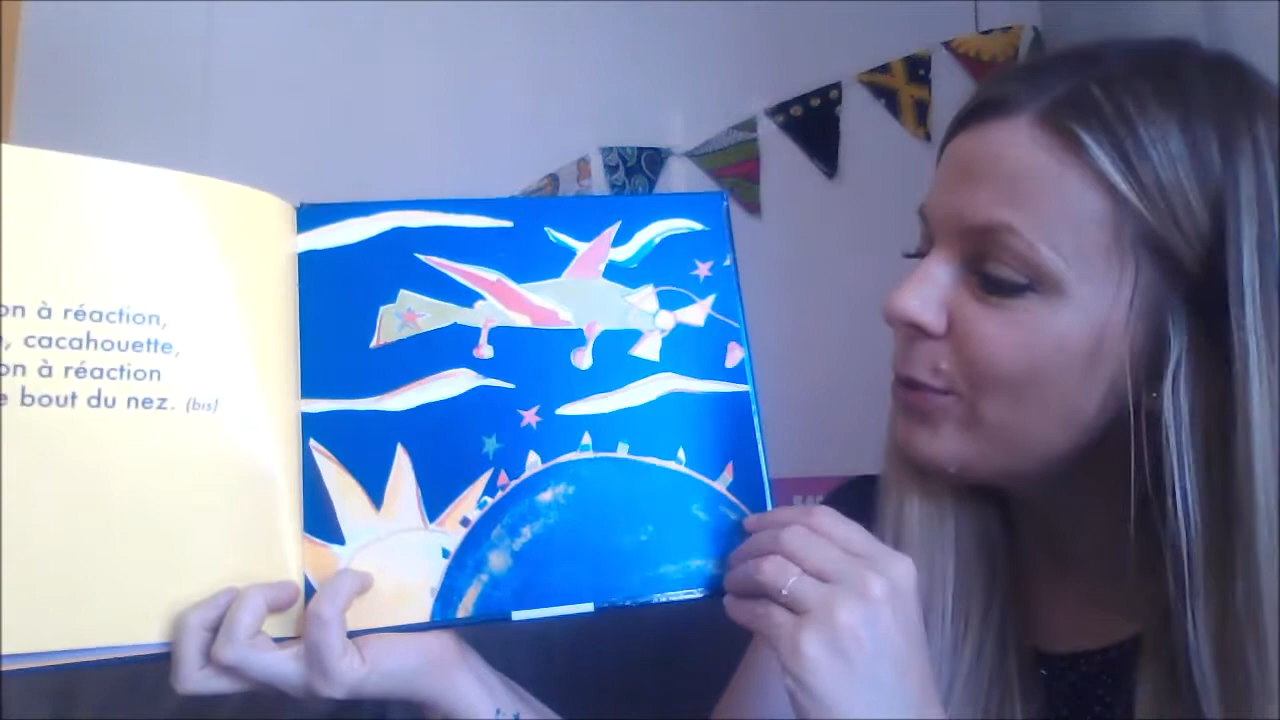 on à réaction,
, cacahouette,
on à réaction
e bout du nez. (bis)